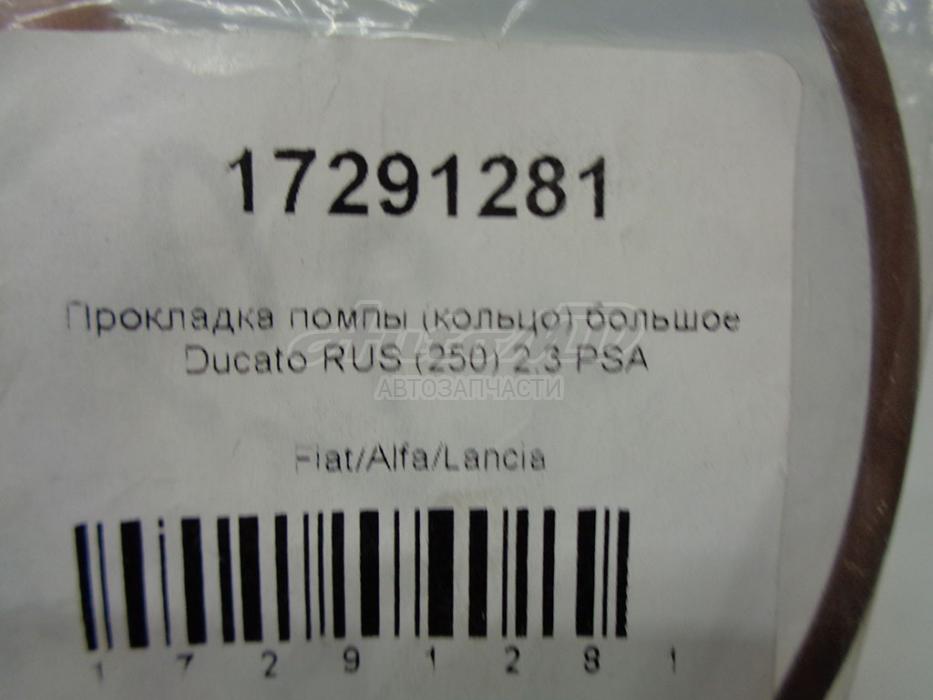 17291281
Прокладка помпы (кольцо) большое
Ducato RUS (250) 2.3 PSA
АВТОЗАПЧАСТИ
Fiat/Alfa/Lancia
1 7 2 9 1 2 8 1